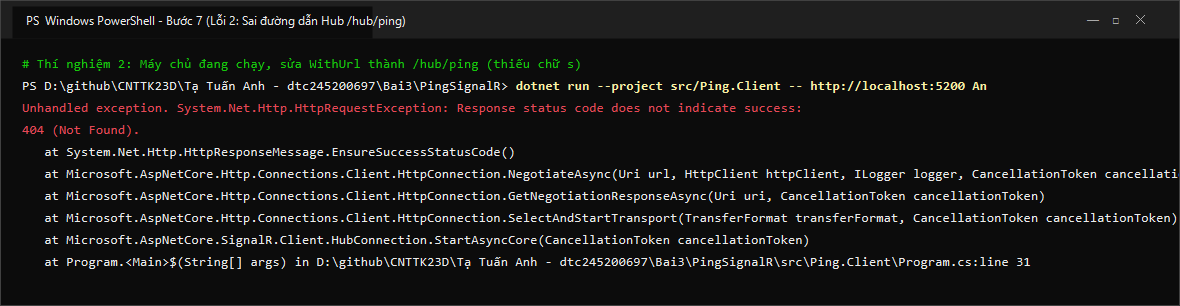 PS Windows PowerShell - Bước 7 (Lỗi 2: Sai đường dẫn Hub /hub/ping)
# Thí nghiệm 2: Máy chủ đang chạy, sửa WithUrl thành /hub/ping (thiếu chữ s)
PS D:\github\CNTTK23D\Tạ Tuấn Anh - dtc245200697\Bai3\PingSignalR> dotnet run --project src/Ping.Client -- http://localhost:5200 An
Unhandled exception. System.Net.Http.HttpRequestException: Response status code does not indicate success:
404 (Not Found).
at System.Net.Http.HttpResponseMessage.EnsureSuccessStatusCode()
at Microsoft.AspNetCore.Http.Connections.Client.HttpConnection.NegotiateAsync(Uri url, HttpClient httpClient, ILogger logger, CancellationToken cancellati
at Microsoft.AspNetCore.Http.Connections.Client.HttpConnection.GetNegotiationResponseAsync(Uri uri, CancellationToken cancellationToken)
at Microsoft.AspNetCore.Http.Connections.Client.HttpConnection.SelectAndStartTransport(TransferFormat transferFormat, CancellationToken cancellationToken)
at Microsoft.AspNetCore.SignalR.Client.HubConnection.StartAsyncCore(CancellationToken cancellationToken)
at Program.<Main>$(String[] args) in D:\github\CNTTK23D\Tạ Tuấn Anh - dtc245200697\Bai3\PingSignalR\src\Ping.Client\Program.cs:line 31